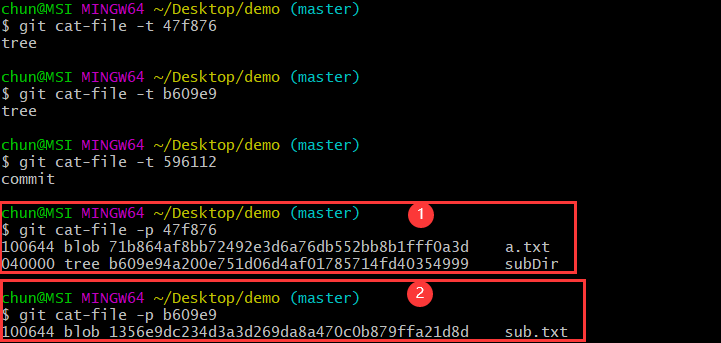 chun@MSI MINGW64 ~/Desktop/demo (master)
$ git cat-file -t 47f876
tree
chun@MSI MINGW64 ~/Desktop/demo (master)
$ git cat-file -t b609e9
tree
chun@MSI MINGW64 ~/Desktop/demo (master)
$ git cat-file -t 596112
commit
chun@MSI MINGW64 ~/Desktop/demo (master) 1
$ git cat-file -p 47f876
100644 blob 71b864af8bb72492e3d6a76db552bb8b1fff0a3d    a.txt
040000 tree b609e94a200e751d06d4af01785714fd40354999    subDir
chun@MSI MINGW64 ~/Desktop/demo (master) 2
$ git cat-file -p b609e9
100644 blob 1356e9dc234d3a3d269da8a470c0b879ffa21d8d    sub.txt